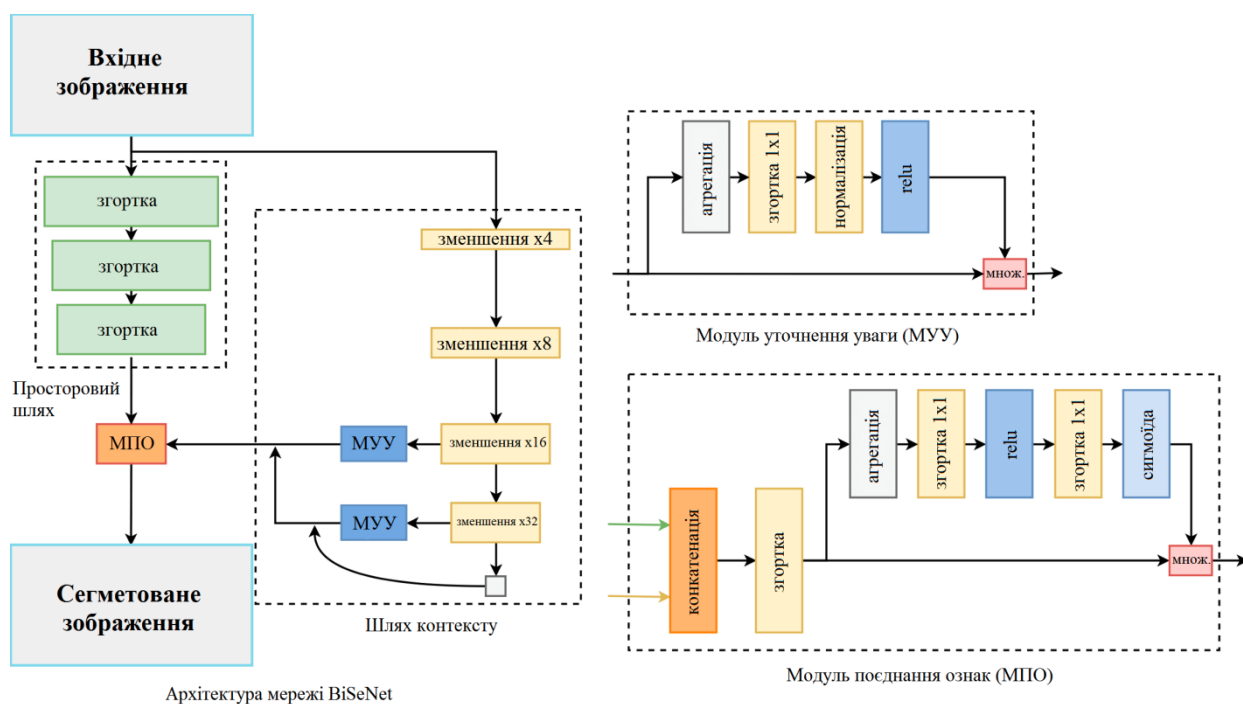 Вхідне
зображення
згортка
згортка
згортка
Просторовий
шлях
МПО
Сегметоване
зображення
зменшення x4
зменшення x8
МУУ
зменшення x16
МУУ
зменшення x32
Шлях контексту
Архітектура мережі BiSeNet
агрегація
згортка 1x1
нормалізація
relu
множ.
Модуль уточнення уваги (МУУ)
конкатенація
згортка
агрегація
згортка 1x1
relu
згортка 1x1
сигмоїда
множ.
Модуль поєднання ознак (МПО)